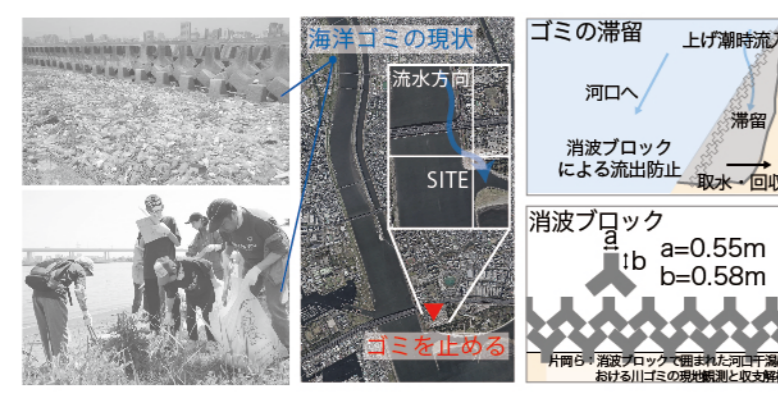 海洋ゴミの現状
流水方向
SITE
ゴミを止める
ゴミの滞留
上げ潮時流入
河口へ
滞留
消波ブロック
による流出防止
取水・回収
消波ブロック
a
b
a=0.55m
b=0.58m
片岡ら:消波ブロックで囲まれた河口干潟
おける川ゴミの現地観測と収支解